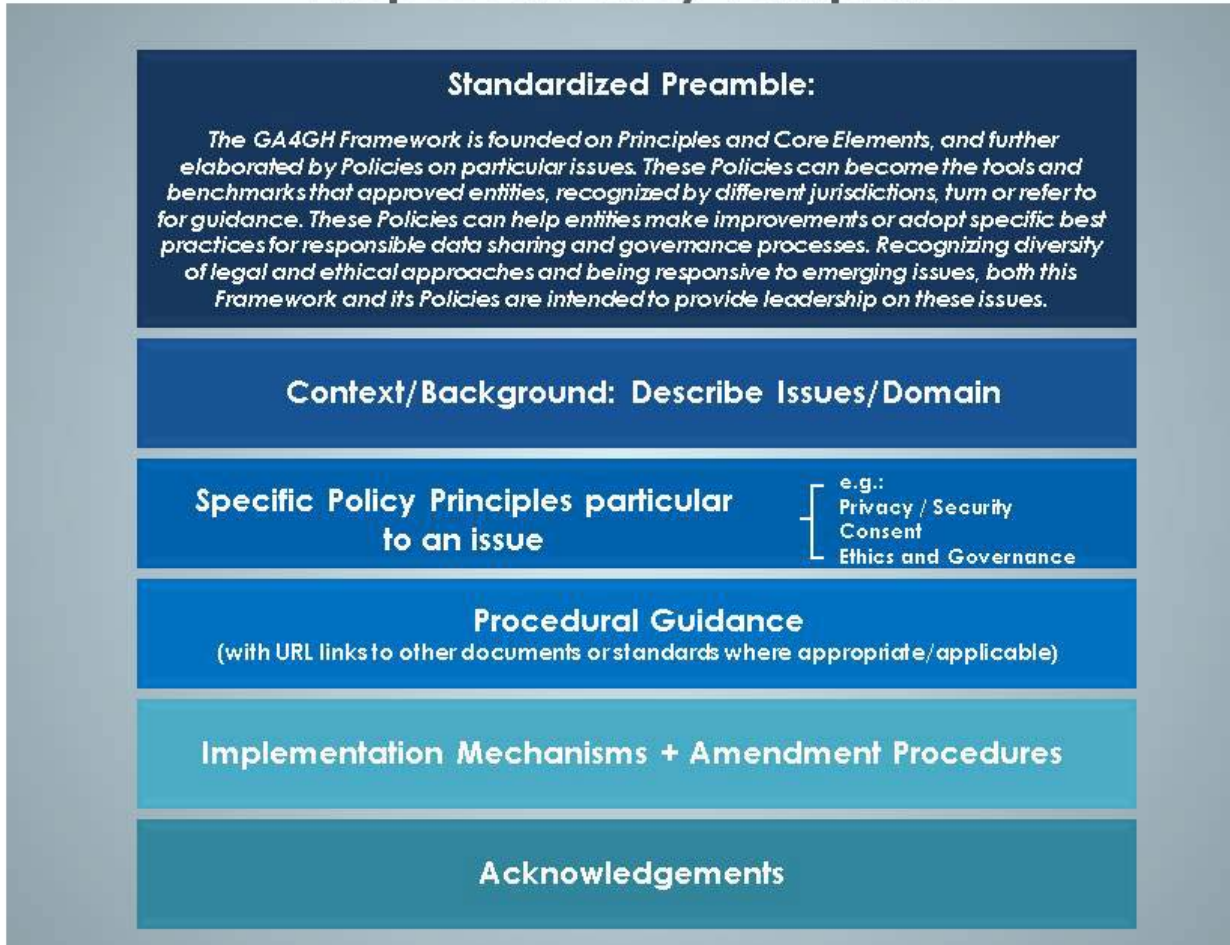 Standardized Preamble:
The GA4GH Framework is founded on Principles and Core Elements, and further
elaborated by Policies on particular issues. These Policies can become the tools and
benchmarks that approved entities, recognized by different jurisdictions, turn or refer to
for guidance. These Policies can help entities make improvements or adopt specific best
practices for responsible data sharing and governance processes. Recognizing diversity
of legal and ethical approaches and being responsive to emerging issues, both this
Framework and its Policies are intended to provide leadership on these issues.
Context/Background: Describe Issues/Domain
Specific Policy Principles particular
to an issue
e.g.:
Privacy / Security
Consent
Ethics and Governance
Procedural Guidance
(with URL links to other documents or standards where appropriate/applicable)
Implementation Mechanisms + Amendment Procedures
Acknowledgements